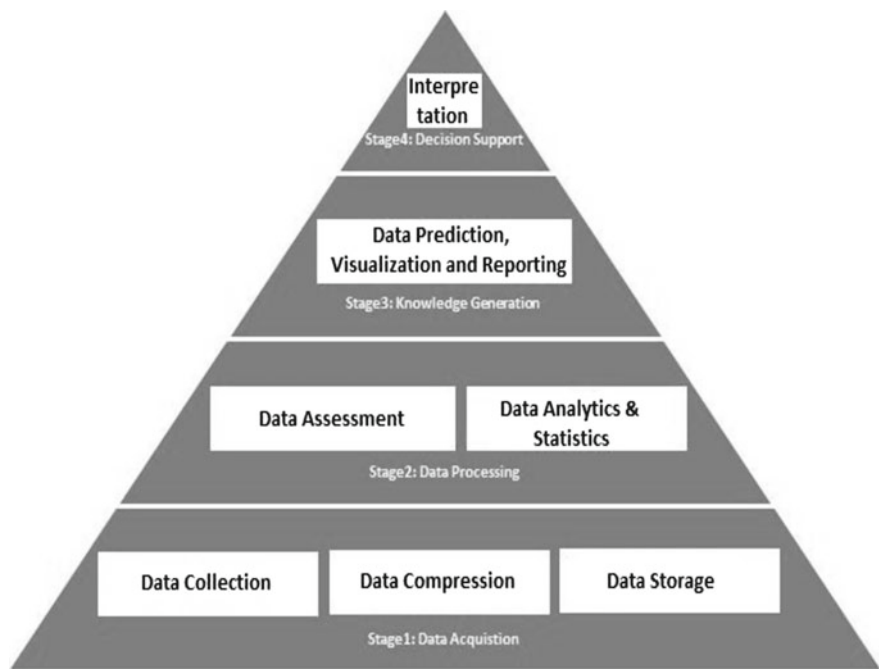 Interpre
tation
Stage4: Decision Support
Data Prediction,
Visualization and Reporting
Stage3: Knowledge Generation
Data Assessment
Data Analytics &
Statistics
Stage2: Data Processing
Data Collection
Data Compression
Data Storage
Stage1: Data Acquistion